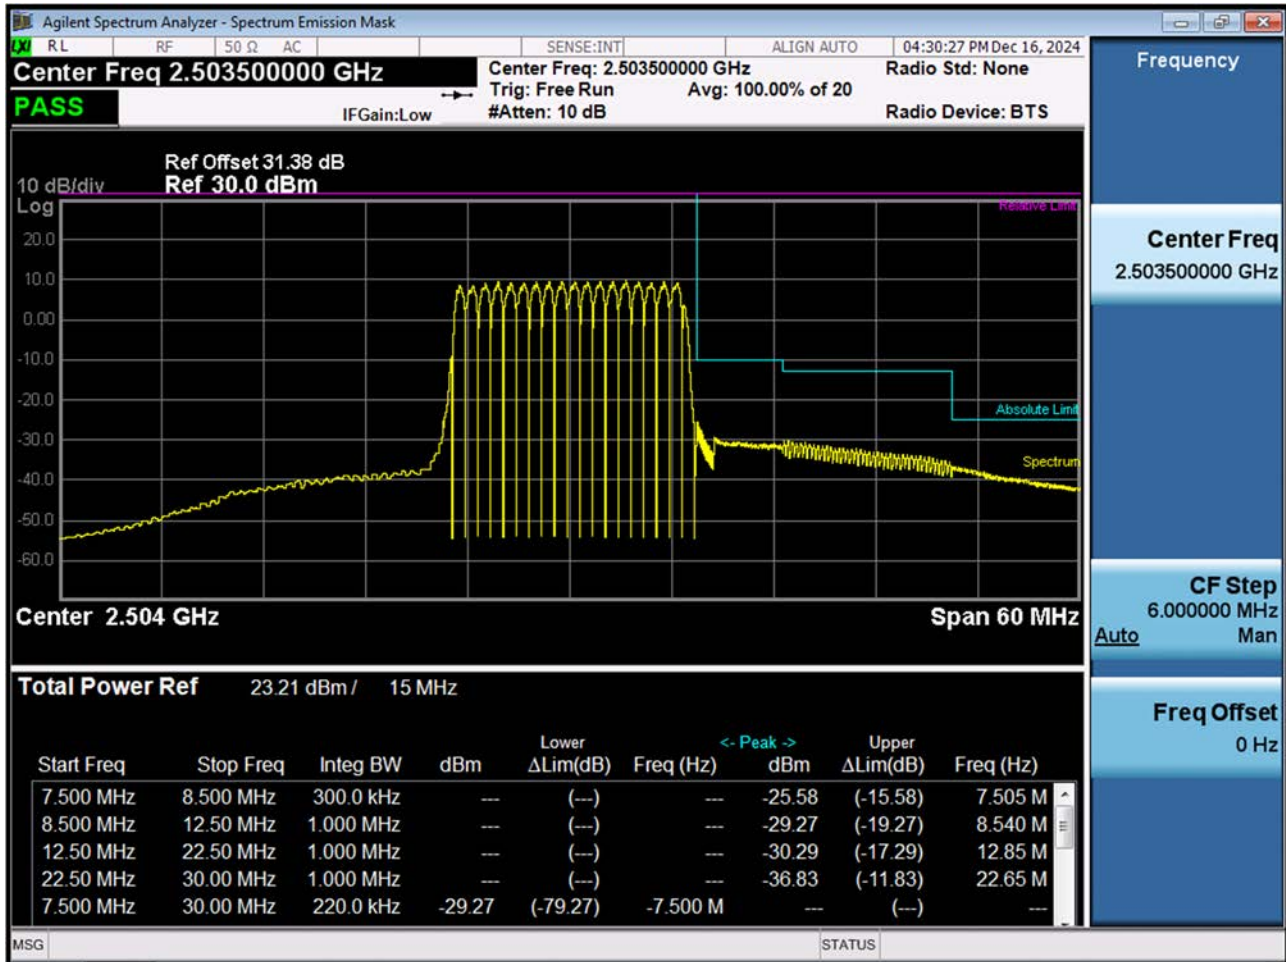 Agilent Spectrum Analyzer - Spectrum Emission Mask
LXI RL RF 50 Ω AC SENSE:INT ALIGN AUTO 04:30:27 PM Dec 16, 2024
Center Freq 2.503500000 GHz Center Freq: 2.503500000 GHz Radio Std: None
Trig: Free Run Avg: 100.00% of 20
PASS IFGain:Low #Atten: 10 dB Radio Device: BTS
Ref Offset 31.38 dB
10 dB/div Ref 30.0 dBm
Log
Relative Limit
20.0
10.0
0.00
-10.0
-20.0
Absolute Limit
-30.0
Spectrum
-40.0
-50.0
-60.0
Center 2.504 GHz Span 60 MHz
Total Power Ref 23.21 dBm / 15 MHz
Lower <- Peak -> Upper
Start Freq Stop Freq Integ BW dBm ΔLim(dB) Freq (Hz) dBm ΔLim(dB) Freq (Hz)
7.500 MHz 8.500 MHz 300.0 kHz --- (---) --- -25.58 (-15.58) 7.505 M
8.500 MHz 12.50 MHz 1.000 MHz --- (---) --- -29.27 (-19.27) 8.540 M
12.50 MHz 22.50 MHz 1.000 MHz --- (---) --- -30.29 (-17.29) 12.85 M
22.50 MHz 30.00 MHz 1.000 MHz --- (---) --- -36.83 (-11.83) 22.65 M
7.500 MHz 30.00 MHz 220.0 kHz -29.27 (-79.27) -7.500 M --- (---) ---
MSG STATUS
Frequency
Center Freq
2.503500000 GHz
CF Step
6.000000 MHz
Auto Man
Freq Offset
0 Hz